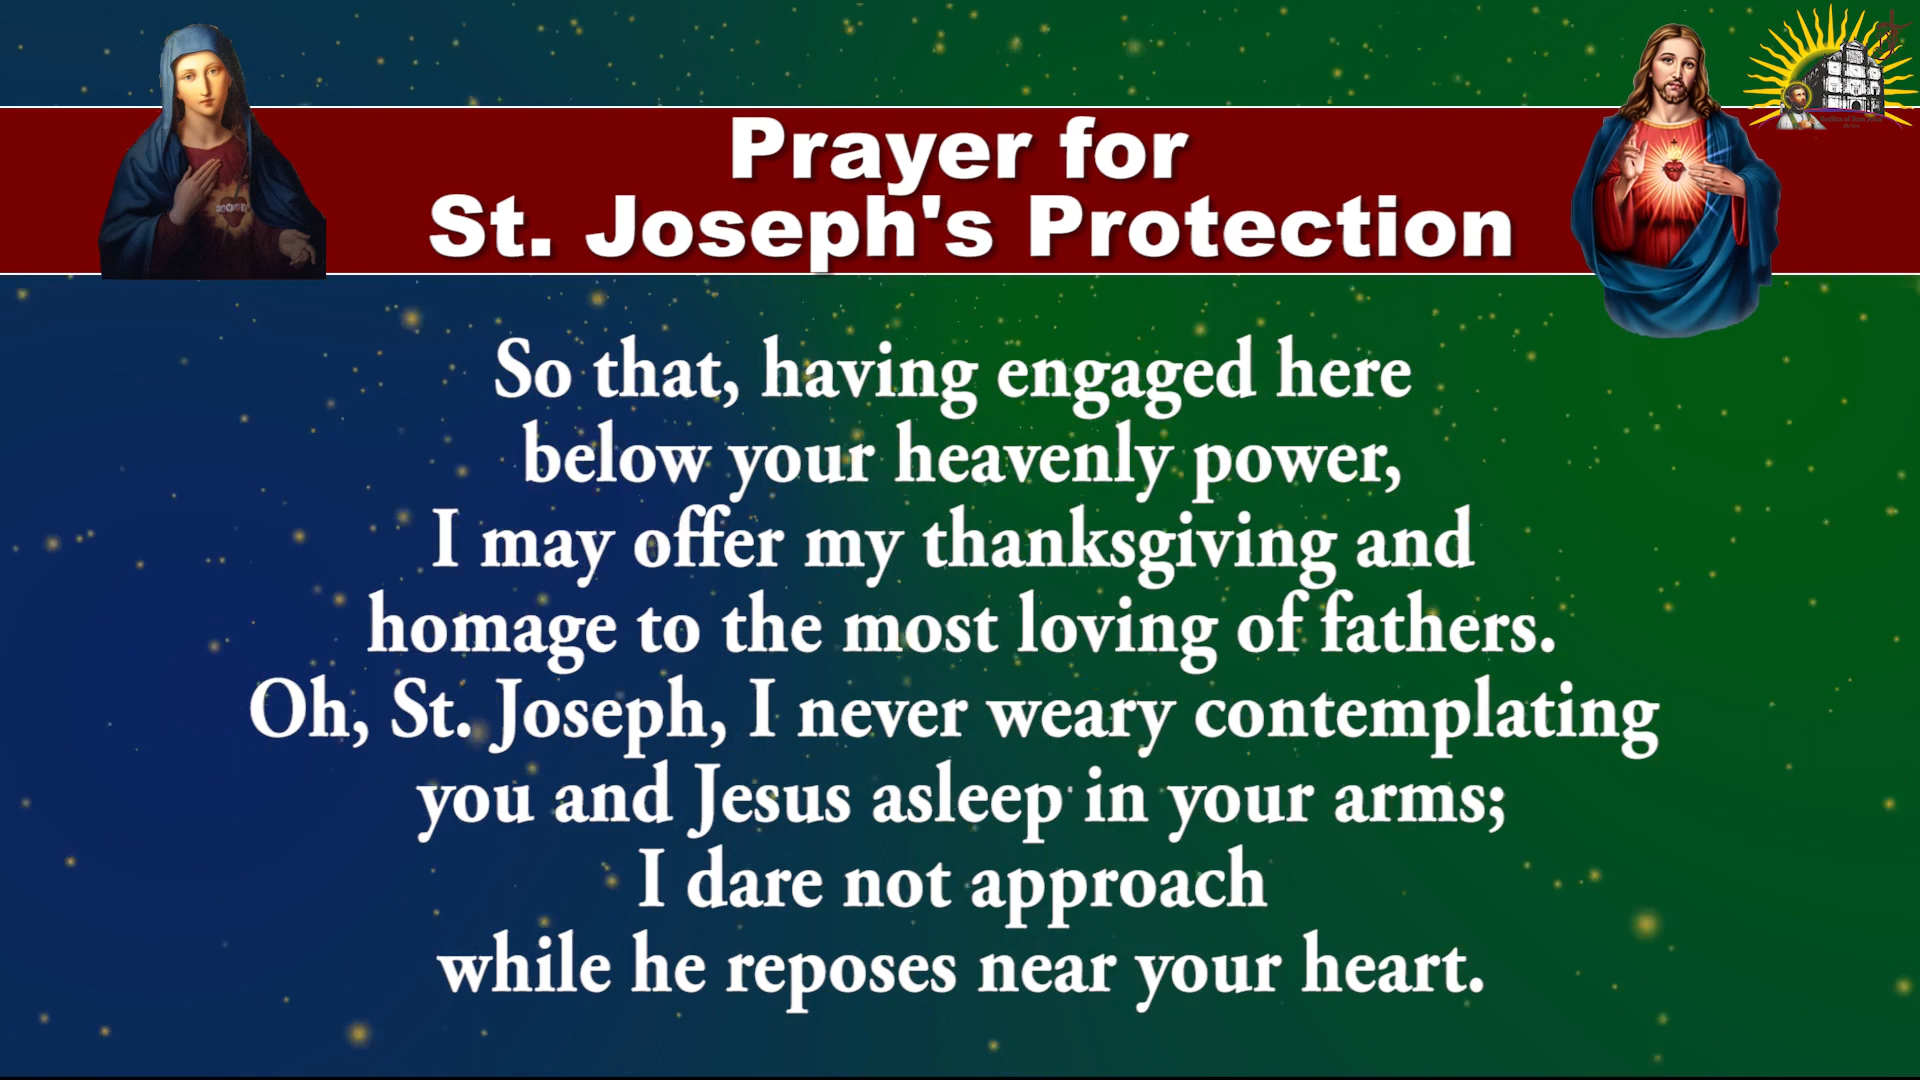 Prayer for
St. Joseph's Protection
So that, having engaged here
below your heavenly power,
I may offer my thanksgiving and
homage to the most loving of fathers.
Oh, St. Joseph, I never weary contemplating
you and Jesus asleep in your arms;
I dare not approach
while he reposes near your heart.